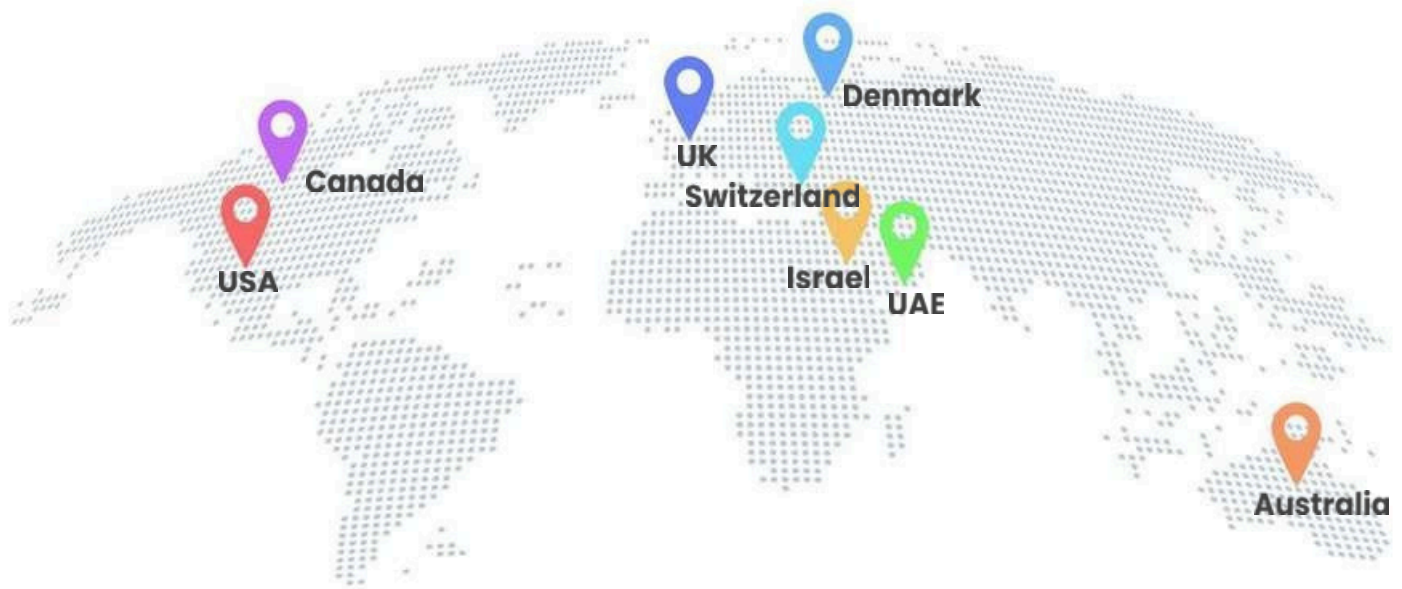 Denmark
UK
Canada
Switzerland
USA
Israel
UAE
Australia